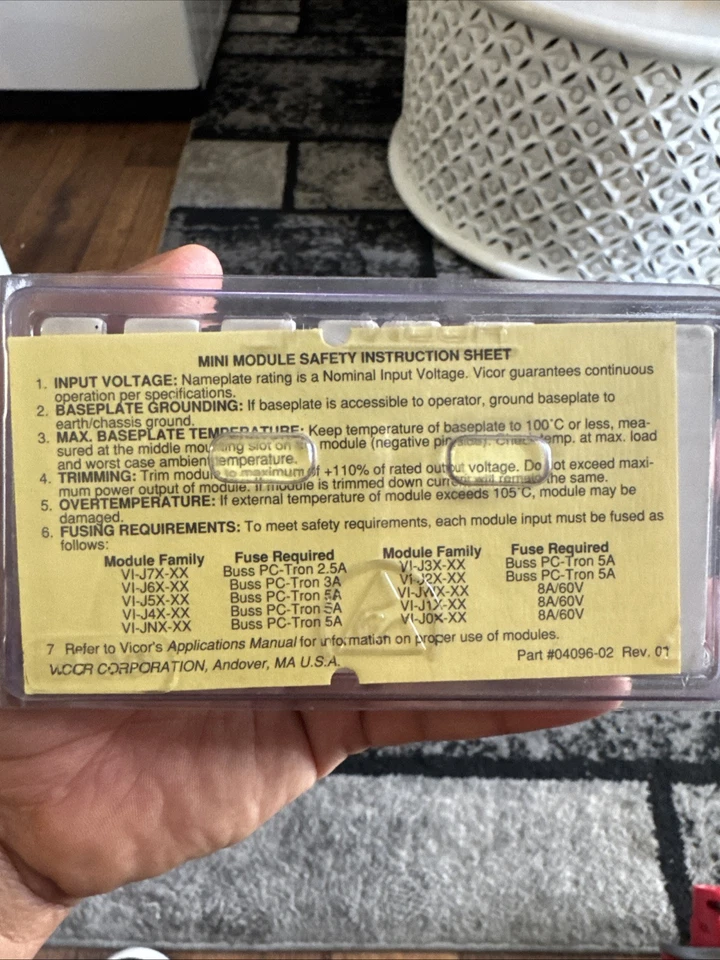 MINI MODULE SAFETY INSTRUCTION SHEET
1. INPUT VOLTAGE: Nameplate rating is a Nominal Input Voltage. Vicor guarantees continuous
operation per specifications.
2. BASEPLATE GROUNDING: If baseplate is accessible to operator, ground baseplate to
earth/chassis ground.
3. MAX. BASEPLATE TEMPERATURE: Keep temperature of baseplate to 100°C or less, mea-
sured at the middle mounting slot on module (negative pin Check temp. at max. load
and worst case ambient temperature.
4. TRIMMING: Trim module to maximum of +110% of rated output voltage. Do not exceed maxi-
mum power output of module. If module is trimmed down current will remain the same.
5. OVERTEMPERATURE: If external temperature of module exceeds 105°C, module may be
damaged.
6. FUSING REQUIREMENTS: To meet safety requirements, each module input must be fused as
follows:
Module Family Fuse Required Module Family Fuse Required
VI-J7X-XX Buss PC-Tron 2.5A VI-J3X-XX Buss PC-Tron 5A
VI-J6X-XX Buss PC-Tron 3A VI-J2X-XX Buss PC-Tron 5A
VI-J5X-XX Buss PC-Tron 5A VI-JWX-XX 8A/60V
VI-J4X-XX Buss PC-Tron 5A VI-J1X-XX 8A/60V
VI-JNX-XX Buss PC-Tron 5A VI-J0X-XX 8A/60V
7 Refer to Vicor's Applications Manual for information on proper use of modules.
VICOR CORPORATION, Andover, MA U.S.A. Part #04096-02 Rev. 01